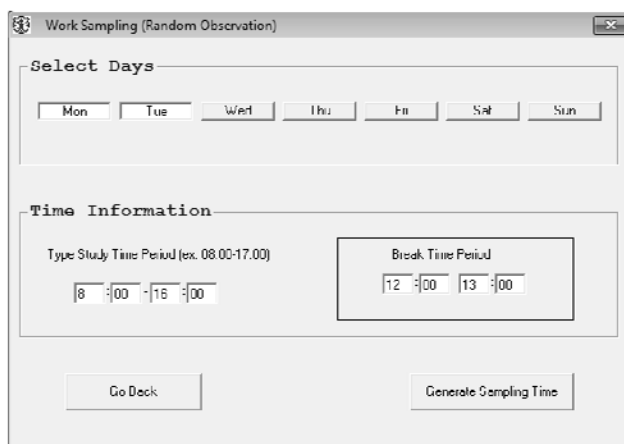 Work Sampling (Random Observation)
Select Days
Mon Tue Wed Thu Fri Sat Sun
Time Information
Type Study Time Period (ex. 08.00-17.00)
Break Time Period
8 :00 - 16 :00
12 :00 13 :00
Go Back
Generate Sampling Time